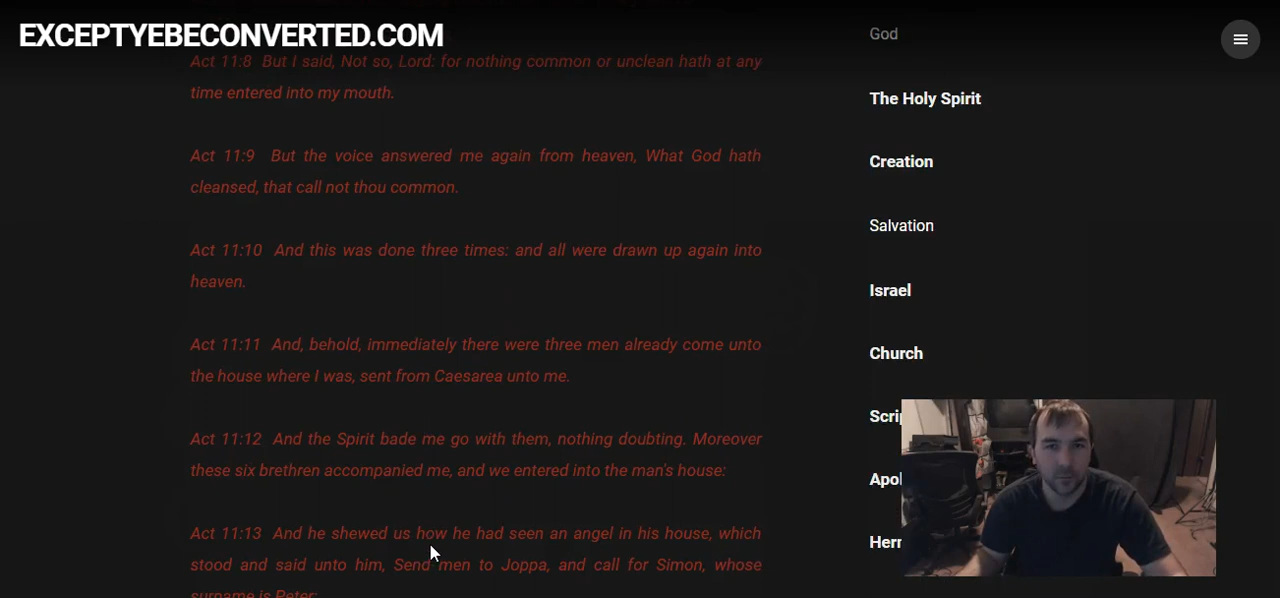 EXCEPTYEBECONVERTED.COM
Act 11:8 But I said, Not so, Lord: for nothing common or unclean hath at any
time entered into my mouth.
Act 11:9 But the voice answered me again from heaven, What God hath
cleansed, that call not thou common.
Act 11:10 And this was done three times: and all were drawn up again into
heaven.
Act 11:11 And, behold, immediately there were three men already come unto
the house where I was, sent from Caesarea unto me.
Act 11:12 And the Spirit bade me go with them, nothing doubting. Moreover
these six brethren accompanied me, and we entered into the man's house:
Act 11:13 And he shewed us how he had seen an angel in his house, which
stood and said unto him, Send men to Joppa, and call for Simon, whose
surname is Peter;
God
The Holy Spirit
Creation
Salvation
Israel
Church
Scrip
Apol
Herr